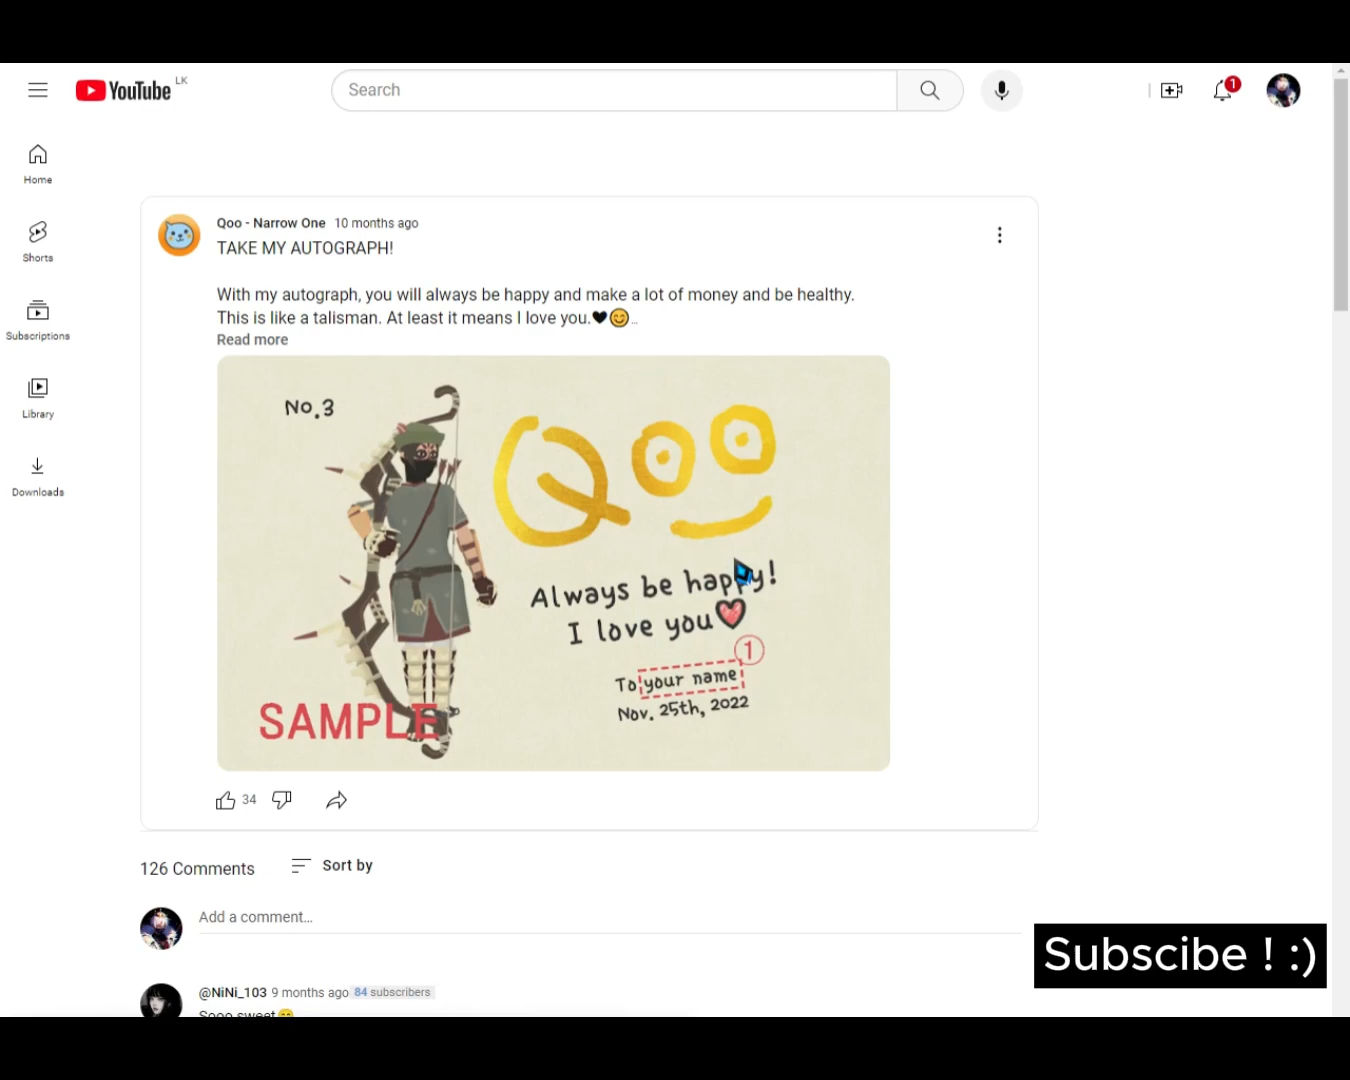 YouTube LK
Search
1
Home
Shorts
Subscriptions
Library
Downloads
Qoo - Narrow One 10 months ago
TAKE MY AUTOGRAPH!
With my autograph, you will always be happy and make a lot of money and be healthy.
This is like a talisman. At least it means I love you.🖤😊...
Read more
No.3
Qoo
Always be happy!
I love you
1
To your name
Nov. 25th, 2022
SAMPLE
34
126 Comments
Sort by
Add a comment...
Subscibe ! :)
@NiNi_103 9 months ago 84 subscribers
Sooo sweet😊